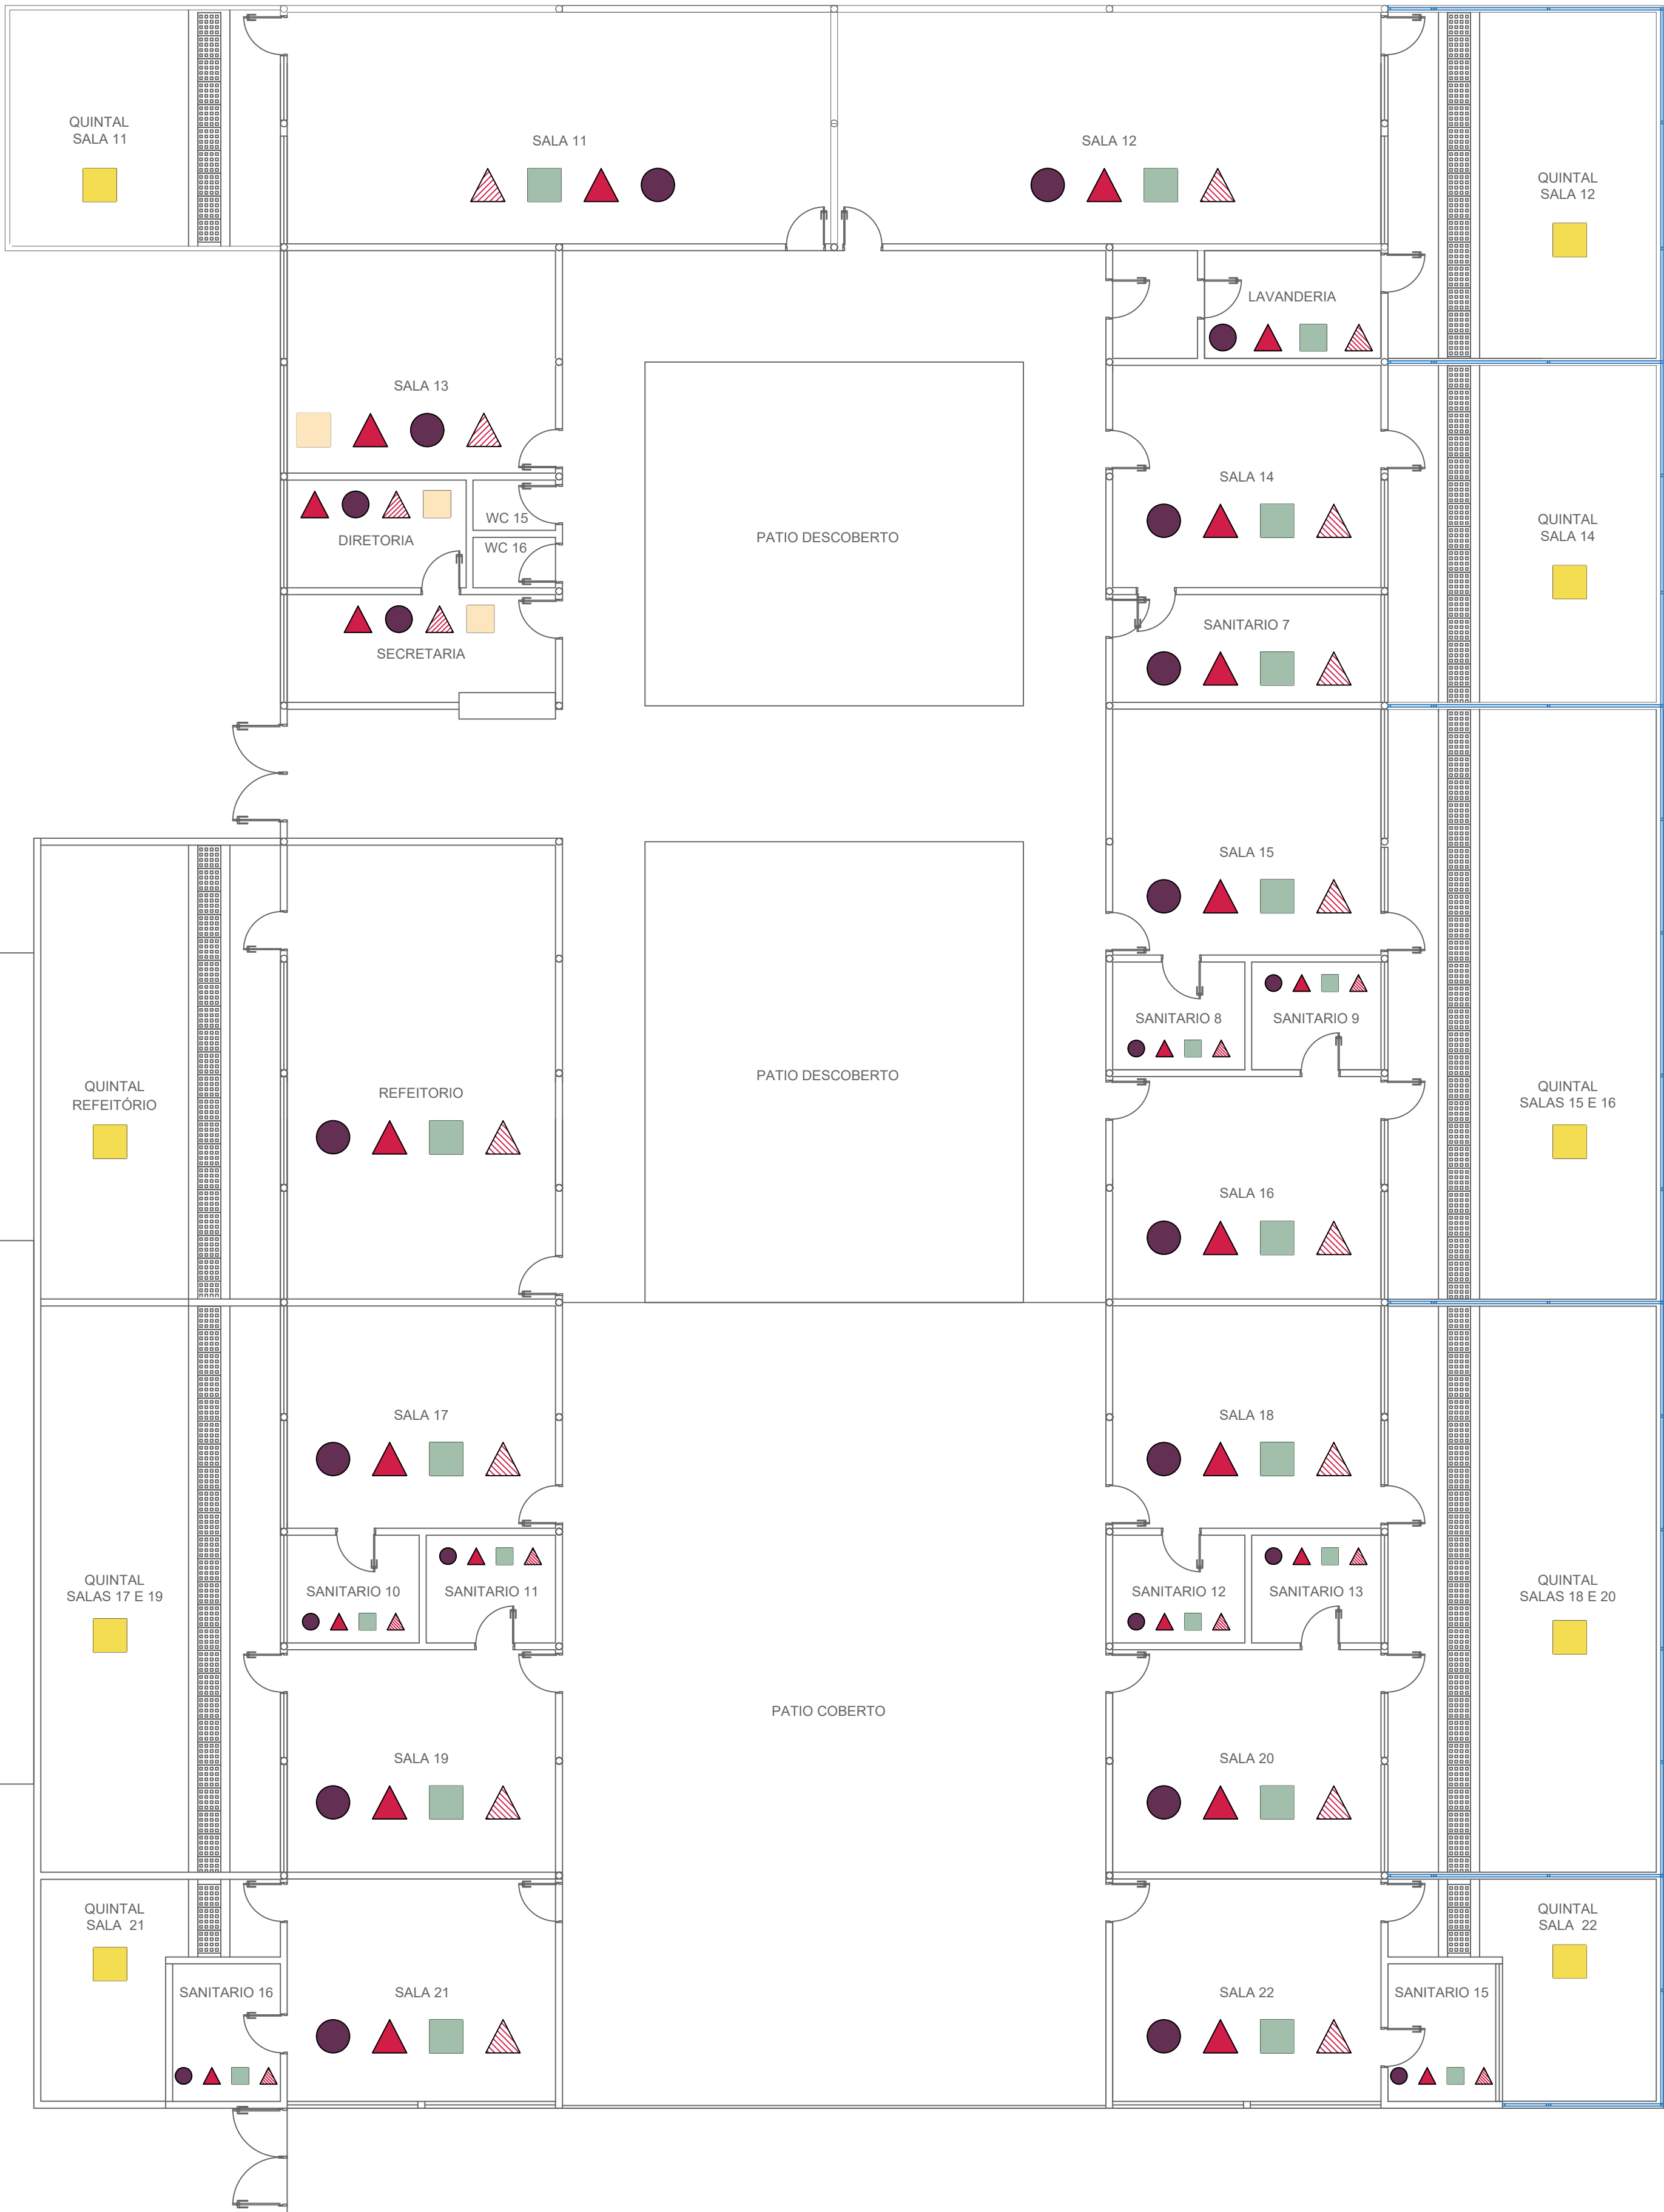 QUINTAL
SALA 11
SALA 11
SALA 12
QUINTAL
SALA 12
LAVANDERIA
SALA 13
SALA 14
WC 15
DIRETORIA
WC 16
PATIO DESCOBERTO
QUINTAL
SALA 14
SANITARIO 7
SECRETARIA
SALA 15
SANITARIO 8
SANITARIO 9
PATIO DESCOBERTO
QUINTAL
REFEITÓRIO
REFEITORIO
QUINTAL
SALAS 15 E 16
SALA 16
SALA 17
SALA 18
QUINTAL
SALAS 17 E 19
SANITARIO 10
SANITARIO 11
SANITARIO 12
SANITARIO 13
QUINTAL
SALAS 18 E 20
PATIO COBERTO
SALA 19
SALA 20
QUINTAL
SALA 21
QUINTAL
SALA 22
SANITARIO 16
SALA 21
SALA 22
SANITARIO 15